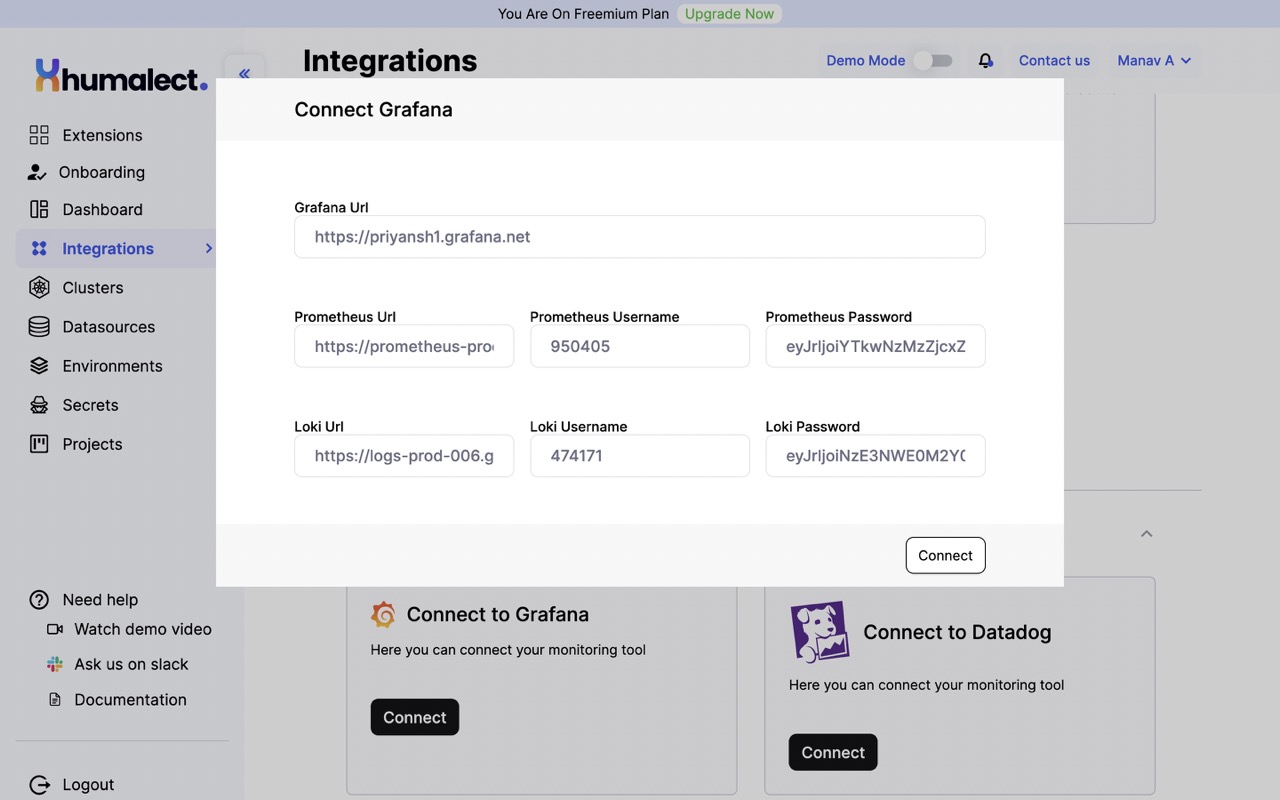 You Are On Freemium Plan Upgrade Now
humalect.
Integrations
Demo Mode
Contact us
Manav A
Extensions
Onboarding
Dashboard
Integrations
Clusters
Datasources
Environments
Secrets
Projects
Need help
Watch demo video
Ask us on slack
Documentation
Logout
Connect Grafana
Grafana Url
https://priyansh1.grafana.net
Prometheus Url Prometheus Username Prometheus Password
https://prometheus-pro 950405 eyJrIjoiYTkwNzMzZjcxZ
Loki Url Loki Username Loki Password
https://logs-prod-006.g 474171 eyJrIjoiNzE3NWE0M2Y
Connect
Connect to Grafana
Here you can connect your monitoring tool
Connect
Connect to Datadog
Here you can connect your monitoring tool
Connect